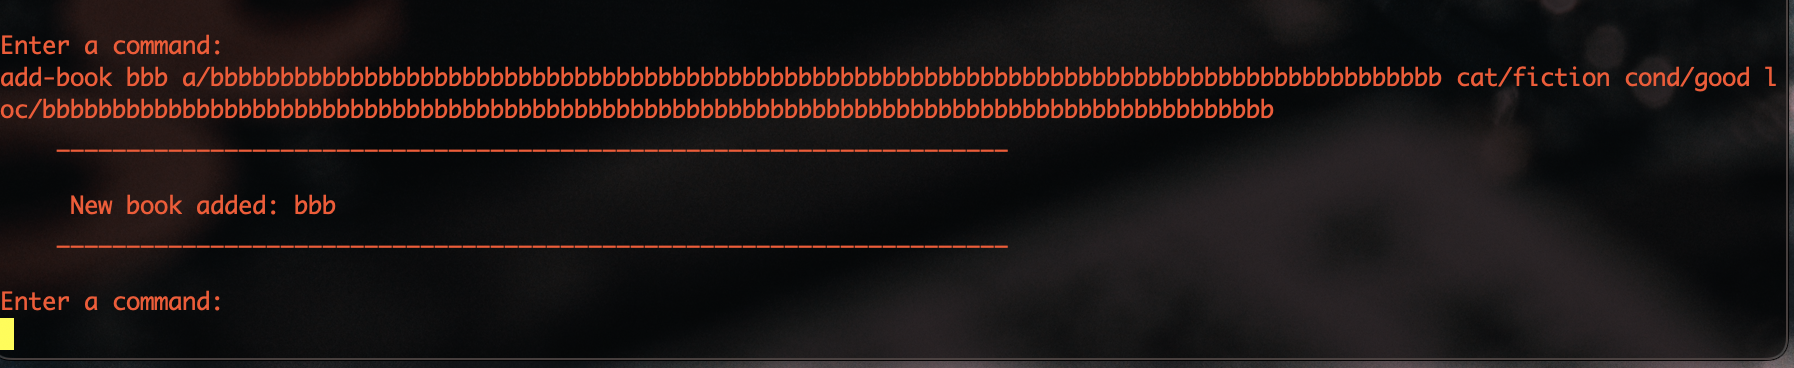 Enter a command:
add-book bbb a/bbbbbbbbbbbbbbbbbbbbbbbbbbbbbbbbbbbbbbbbbbbbbbbbbbbbbbbbbbbbbbbbbbbbbbbbbbbbbbbbbbbbbbbb cat/fiction cond/good l
oc/bbbbbbbbbbbbbbbbbbbbbbbbbbbbbbbbbbbbbbbbbbbbbbbbbbbbbbbbbbbbbbbbbbbbbbbbbbbbbbbbbbbbbbbb
____________________________________________________________________
New book added: bbb
____________________________________________________________________
Enter a command: